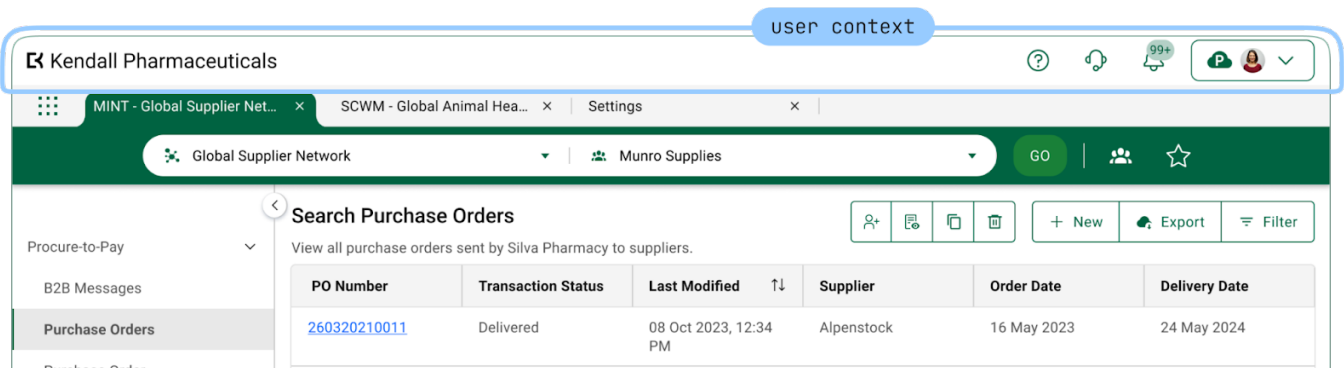 user context
Kendall Pharmaceuticals
99+
P
MINT - Global Supplier Net... ×
SCWM - Global Animal Hea... ×
Settings ×
Global Supplier Network
Munro Supplies
GO
Search Purchase Orders
+ New
Export
Filter
View all purchase orders sent by Silva Pharmacy to suppliers.
Procure-to-Pay
B2B Messages
Purchase Orders
PO Number Transaction Status Last Modified Supplier Order Date Delivery Date
260320210011 Delivered 08 Oct 2023, 12:34 PM Alpenstock 16 May 2023 24 May 2024